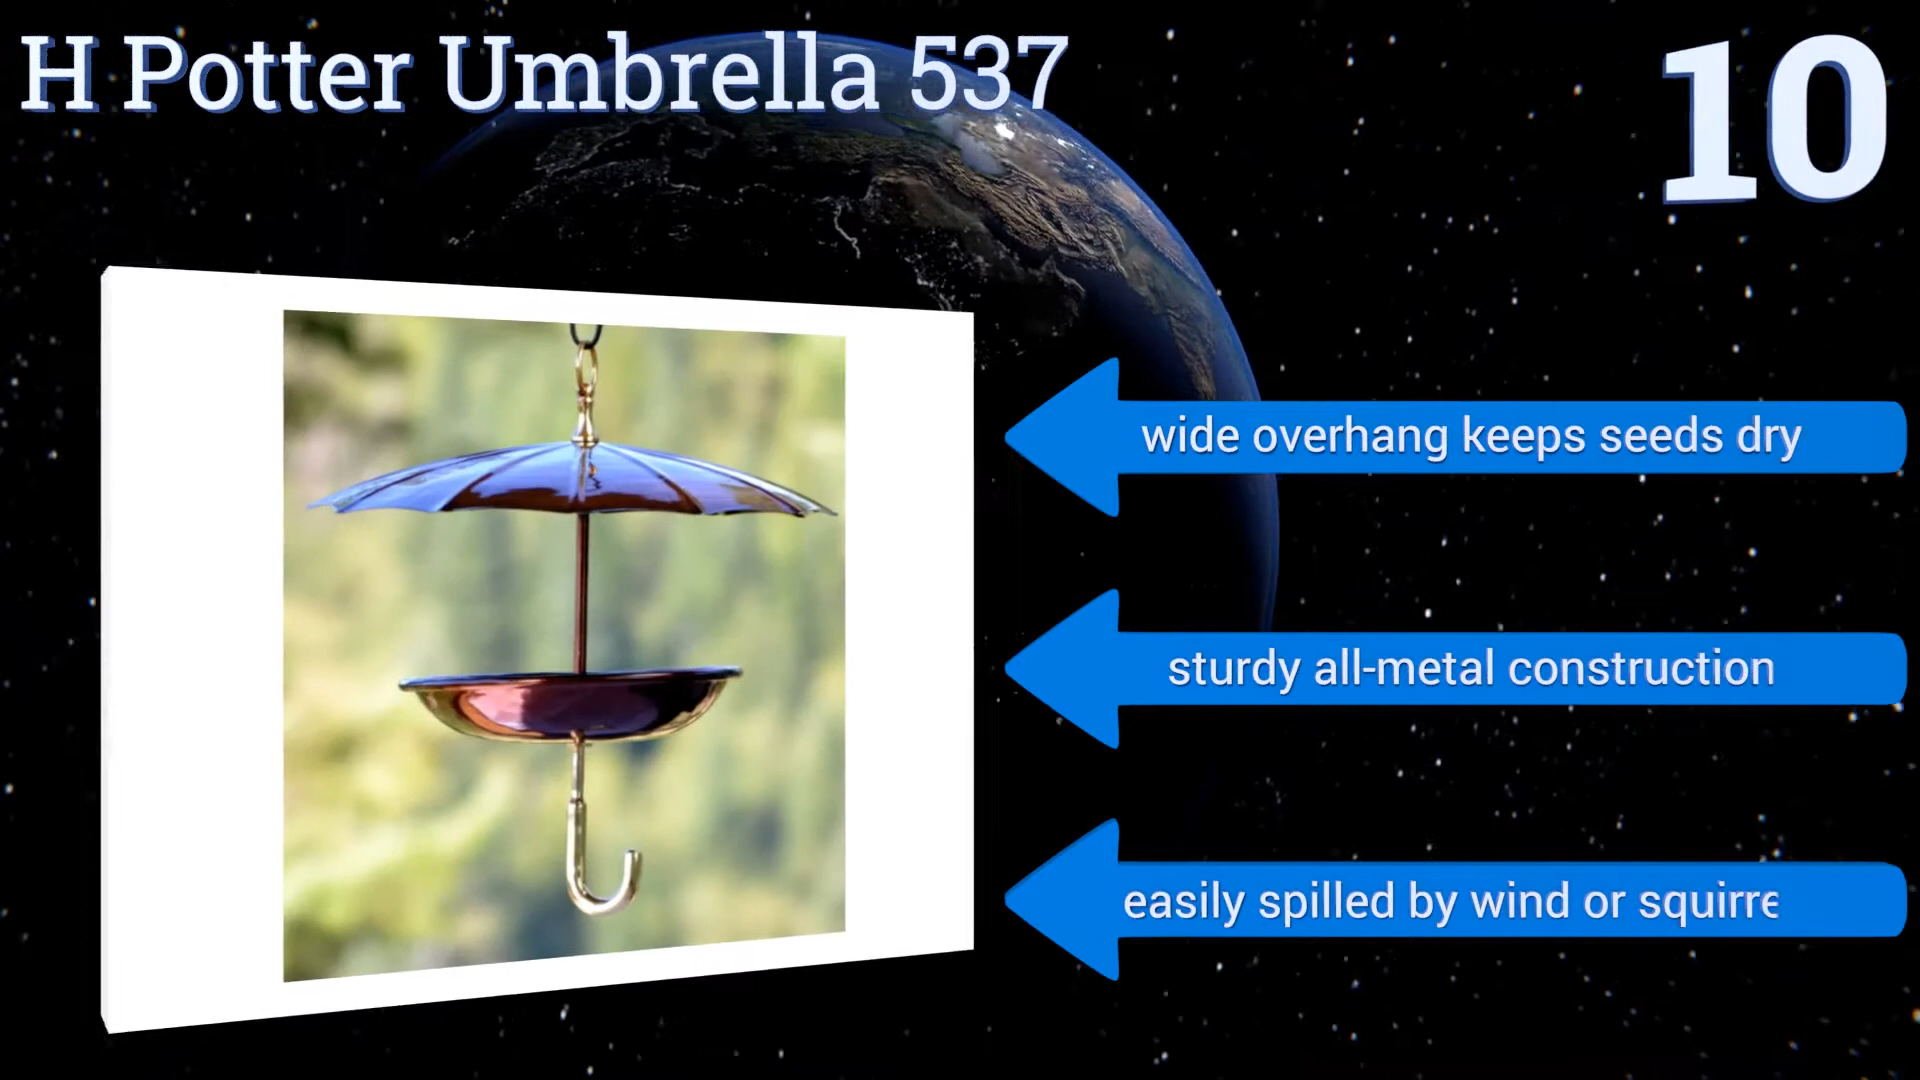 H Potter Umbrella 537
10
wide overhang keeps seeds dry
sturdy all-metal construction
easily spilled by wind or squirre